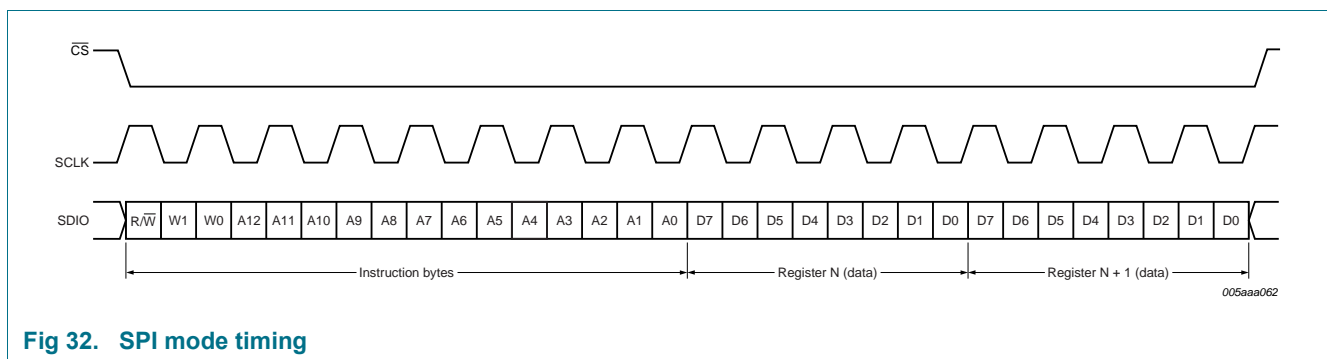 CS
SCLK
SDIO R/W W1 W0 A12 A11 A10 A9 A8 A7 A6 A5 A4 A3 A2 A1 A0 D7 D6 D5 D4 D3 D2 D1 D0 D7 D6 D5 D4 D3 D2 D1 D0
Instruction bytes Register N (data) Register N + 1 (data)
005aaa062
Fig 32. SPI mode timing